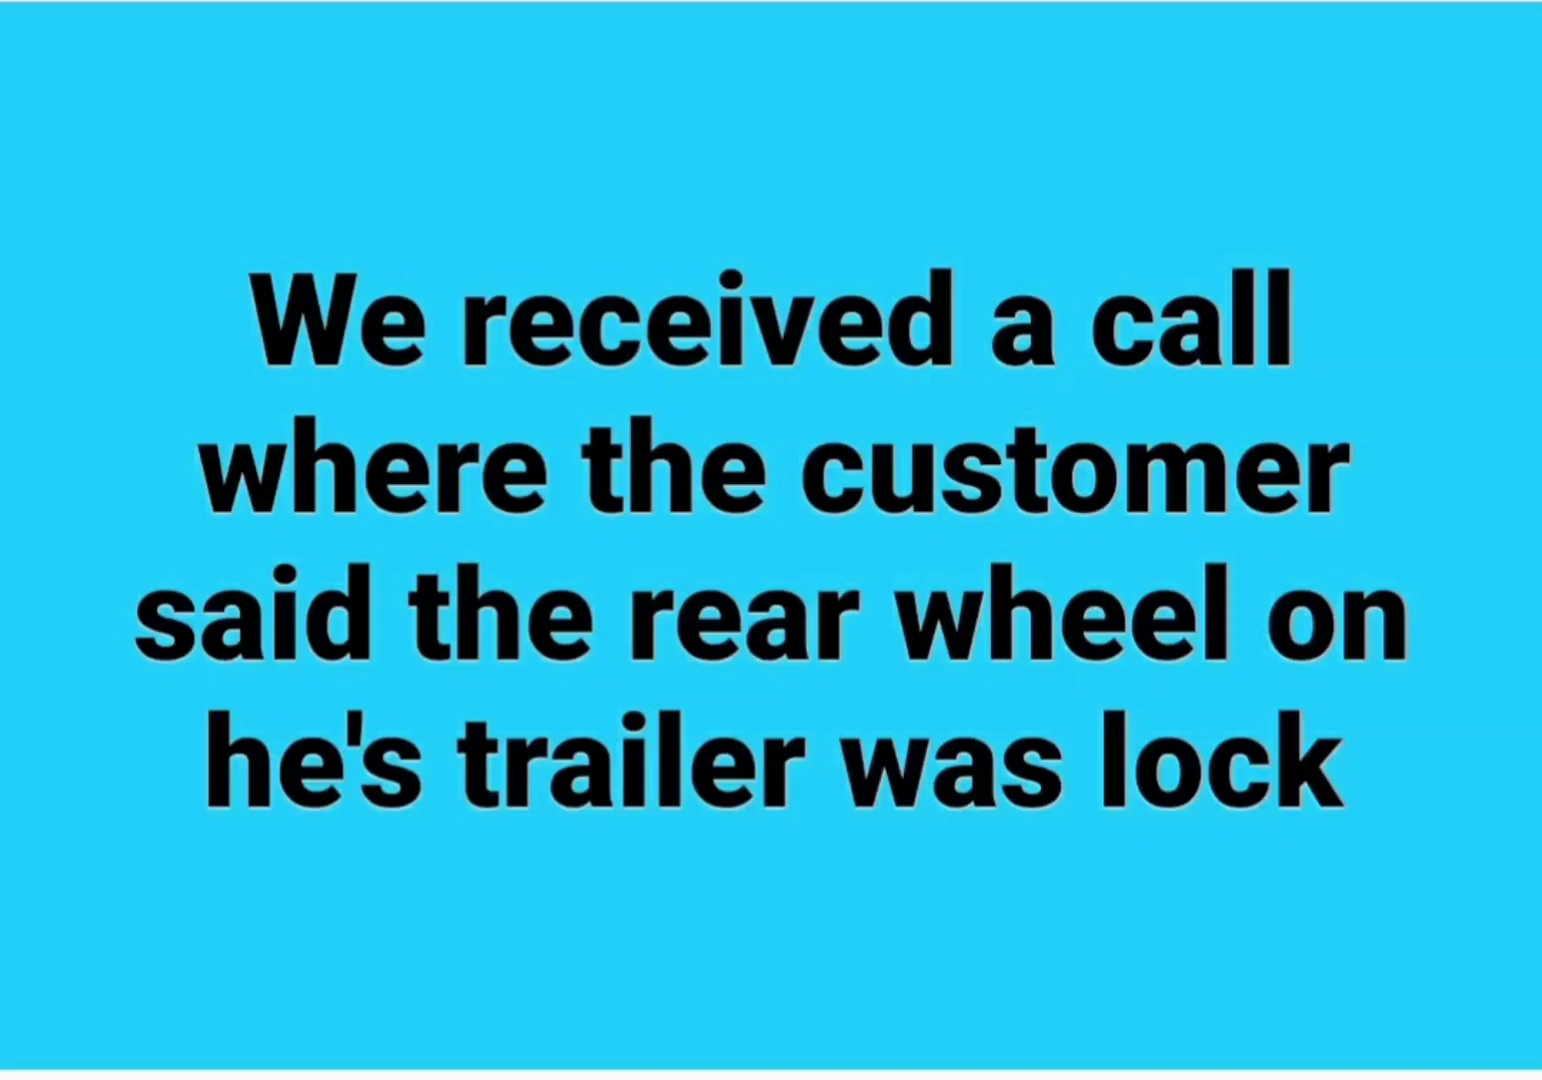 We received a call
where the customer
said the rear wheel on
he's trailer was lock